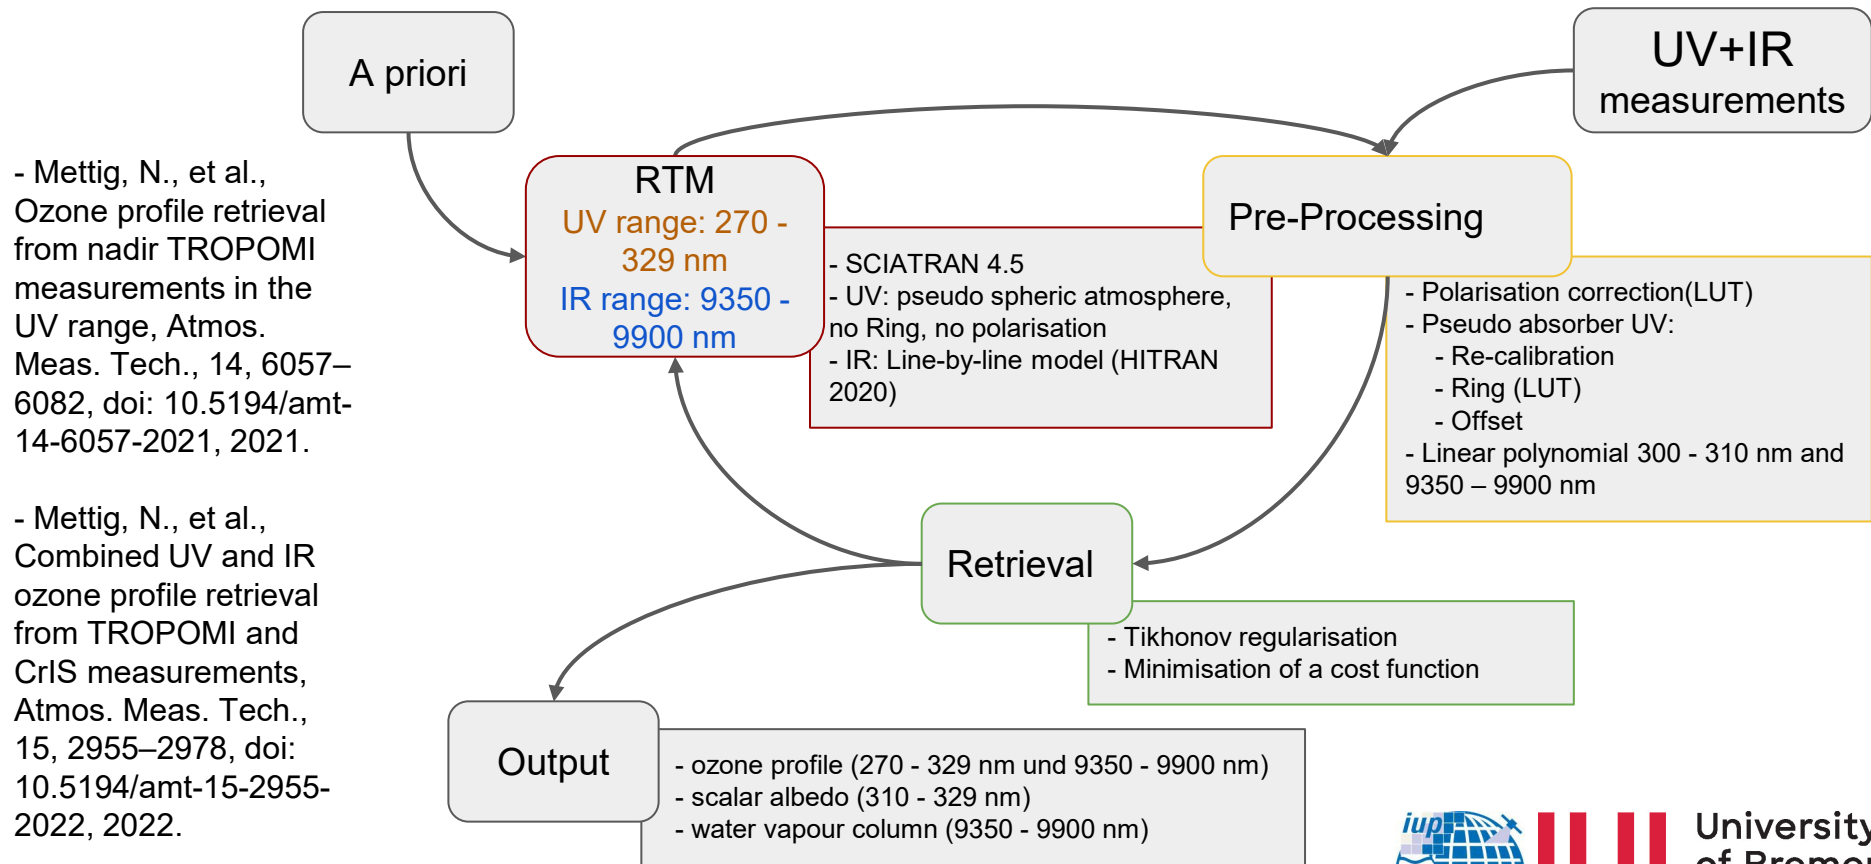 A priori
UV+IR
measurements
- Mettig, N., et al.,
Ozone profile retrieval
from nadir TROPOMI
measurements in the
UV range, Atmos.
Meas. Tech., 14, 6057–
6082, doi: 10.5194/amt-
14-6057-2021, 2021.
- Mettig, N., et al.,
Combined UV and IR
ozone profile retrieval
from TROPOMI and
CrIS measurements,
Atmos. Meas. Tech.,
15, 2955–2978, doi:
10.5194/amt-15-2955-
2022, 2022.
RTM
UV range: 270 -
329 nm
IR range: 9350 -
9900 nm
- SCIATRAN 4.5
- UV: pseudo spheric atmosphere,
no Ring, no polarisation
- IR: Line-by-line model (HITRAN
2020)
Pre-Processing
- Polarisation correction(LUT)
- Pseudo absorber UV:
- Re-calibration
- Ring (LUT)
- Offset
- Linear polynomial 300 - 310 nm and
9350 – 9900 nm
Retrieval
- Tikhonov regularisation
- Minimisation of a cost function
Output
- ozone profile (270 - 329 nm und 9350 - 9900 nm)
- scalar albedo (310 - 329 nm)
- water vapour column (9350 - 9900 nm)
iup
University
of Bremen